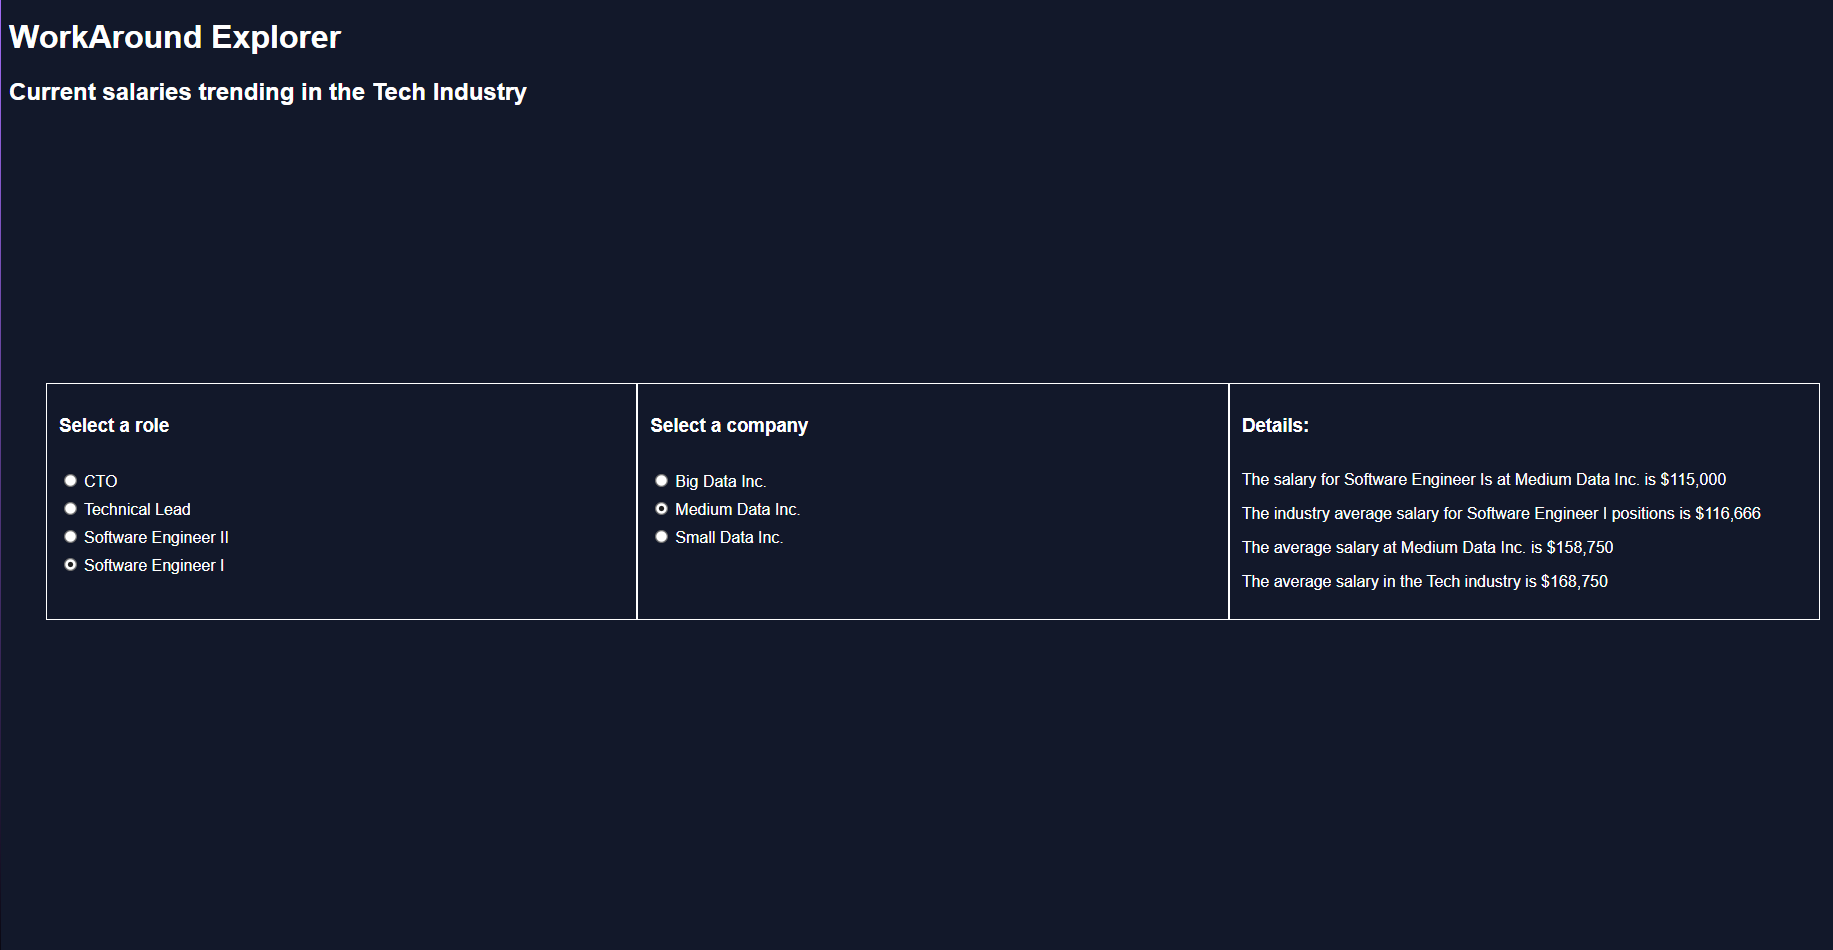 WorkAround Explorer
Current salaries trending in the Tech Industry
Select a role
CTO
Technical Lead
Software Engineer II
Software Engineer I
Select a company
Big Data Inc.
Medium Data Inc.
Small Data Inc.
Details:
The salary for Software Engineer Is at Medium Data Inc. is $115,000
The industry average salary for Software Engineer I positions is $116,666
The average salary at Medium Data Inc. is $158,750
The average salary in the Tech industry is $168,750